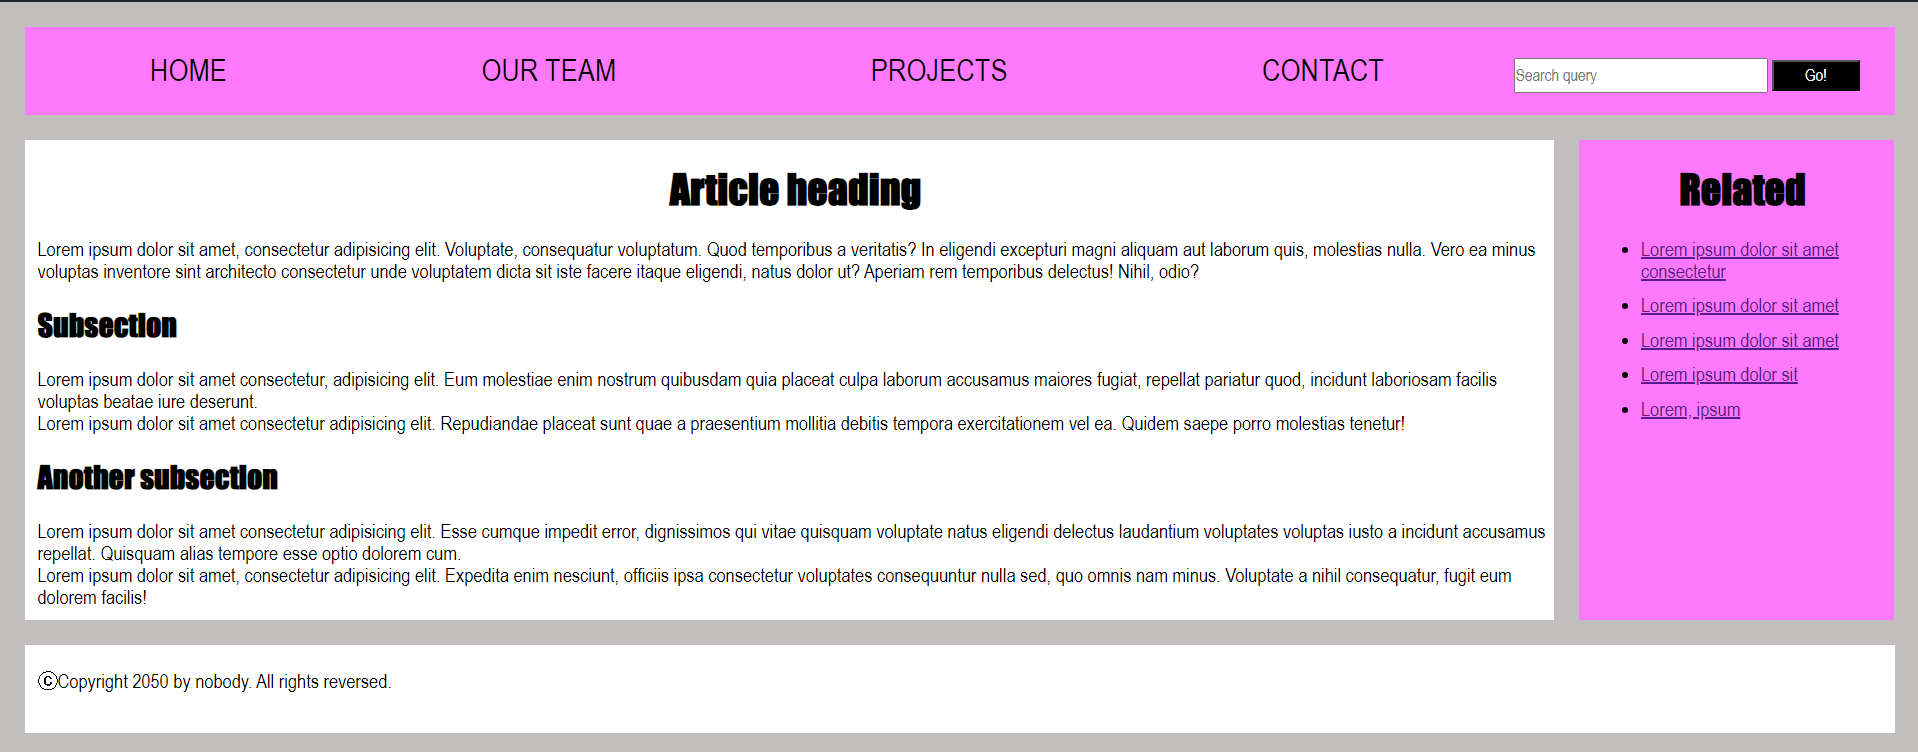 HOME OUR TEAM PROJECTS CONTACT Search query Go!
Article heading
Lorem ipsum dolor sit amet, consectetur adipisicing elit. Voluptate, consequatur voluptatum. Quod temporibus a veritatis? In eligendi excepturi magni aliquam aut laborum quis, molestias nulla. Vero ea minus
voluptas inventore sint architecto consectetur unde voluptatem dicta sit iste facere itaque eligendi, natus dolor ut? Aperiam rem temporibus delectus! Nihil, odio?
Subsection
Lorem ipsum dolor sit amet consectetur, adipisicing elit. Eum molestiae enim nostrum quibusdam quia placeat culpa laborum accusamus maiores fugiat, repellat pariatur quod, incidunt laboriosam facilis
voluptas beatae iure deserunt.
Lorem ipsum dolor sit amet consectetur adipisicing elit. Repudiandae placeat sunt quae a praesentium mollitia debitis tempora exercitationem vel ea. Quidem saepe porro molestias tenetur!
Another subsection
Lorem ipsum dolor sit amet consectetur adipisicing elit. Esse cumque impedit error, dignissimos qui vitae quisquam voluptate natus eligendi delectus laudantium voluptates voluptas iusto a incidunt accusamus
repellat. Quisquam alias tempore esse optio dolorem cum.
Lorem ipsum dolor sit amet, consectetur adipisicing elit. Expedita enim nesciunt, officiis ipsa consectetur voluptates consequuntur nulla sed, quo omnis nam minus. Voluptate a nihil consequatur, fugit eum
dolorem facilis!
Related
• Lorem ipsum dolor sit amet
consectetur
• Lorem ipsum dolor sit amet
• Lorem ipsum dolor sit amet
• Lorem ipsum dolor sit
• Lorem, ipsum
ⓒCopyright 2050 by nobody. All rights reversed.